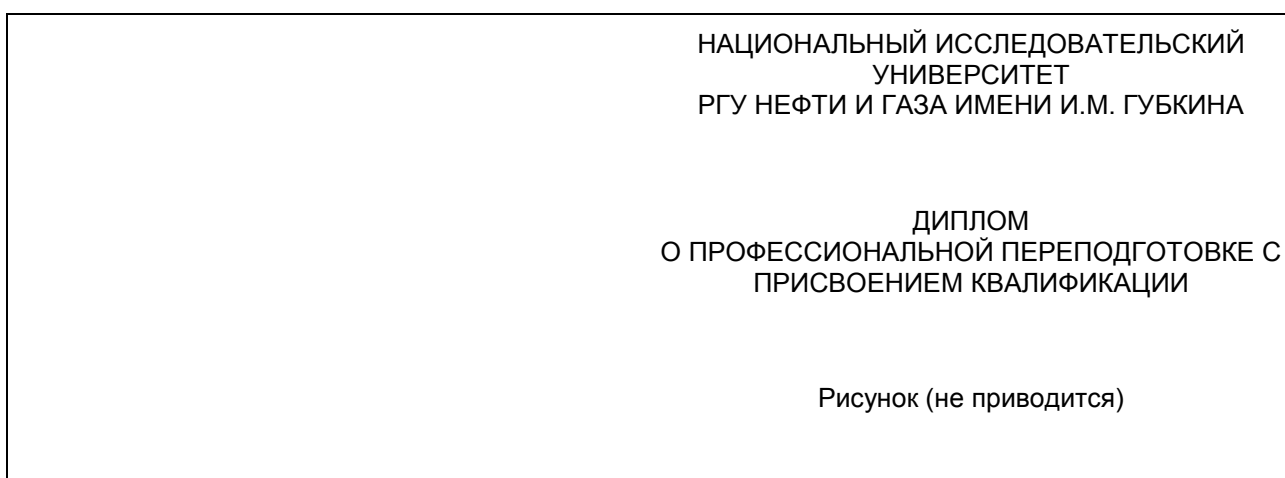 НАЦИОНАЛЬНЫЙ ИССЛЕДОВАТЕЛЬСКИЙ
УНИВЕРСИТЕТ
РГУ НЕФТИ И ГАЗА ИМЕНИ И.М. ГУБКИНА
ДИПЛОМ
О ПРОФЕССИОНАЛЬНОЙ ПЕРЕПОДГОТОВКЕ С
ПРИСВОЕНИЕМ КВАЛИФИКАЦИИ
Рисунок (не приводится)